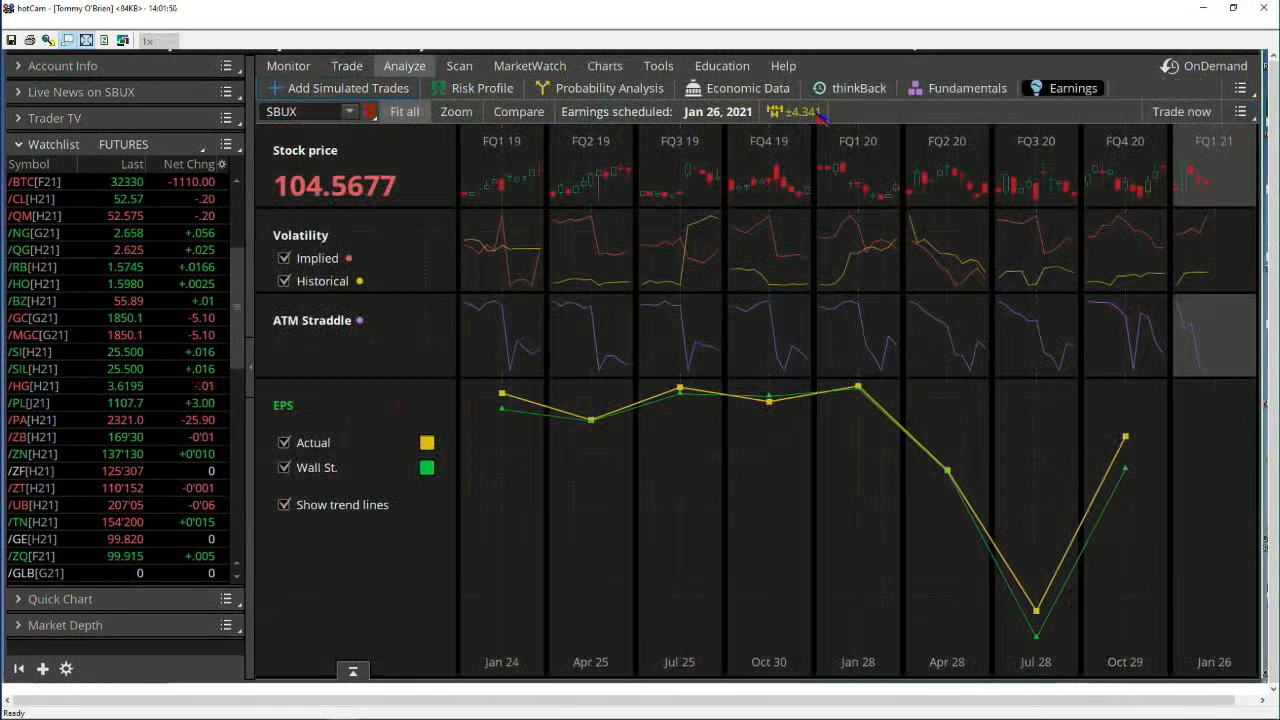 hotCam - [Tommy O'Brien] <84KB> - 14:01:56
1x
Account Info
Live News on SBUX
Trader TV
Watchlist FUTURES
Symbol Last Net Chng
/BTC[F21] 32330 -1110.00
/CL[H21] 52.57 -.20
/QM[H21] 52.575 -.20
/NG[G21] 2.658 +.056
/QG[H21] 2.625 +.025
/RB[H21] 1.5745 +.0166
/HO[H21] 1.5980 +.0025
/BZ[H21] 55.89 +.01
/GC[G21] 1850.1 -5.10
/MGC[G21] 1850.1 -5.10
/SI[H21] 25.500 +.016
/SIL[H21] 25.500 +.016
/HG[H21] 3.6195 -.01
/PL[J21] 1107.7 +3.00
/PA[H21] 2321.0 -25.90
/ZB[H21] 169'30 -0'01
/ZN[H21] 137'130 +0'010
/ZF[H21] 125'307 0
/ZT[H21] 110'152 -0'001
/UB[H21] 207'05 -0'06
/TN[H21] 154'200 +0'015
/GE[H21] 99.820 0
/ZQ[F21] 99.915 +.005
/GLB[G21] 0 0
Quick Chart
Market Depth
Monitor Trade Analyze Scan MarketWatch Charts Tools Education Help OnDemand
Add Simulated Trades Risk Profile Probability Analysis Economic Data thinkBack Fundamentals Earnings
SBUX Fit all Zoom Compare Earnings scheduled: Jan 26, 2021 ±4.341 Trade now
FQ1 19 FQ2 19 FQ3 19 FQ4 19 FQ1 20 FQ2 20 FQ3 20 FQ4 20 FQ1 21
Stock price
104.5677
Volatility
Implied
Historical
ATM Straddle
EPS
Actual
Wall St.
Show trend lines
Jan 24 Apr 25 Jul 25 Oct 30 Jan 28 Apr 28 Jul 28 Oct 29 Jan 26
Ready